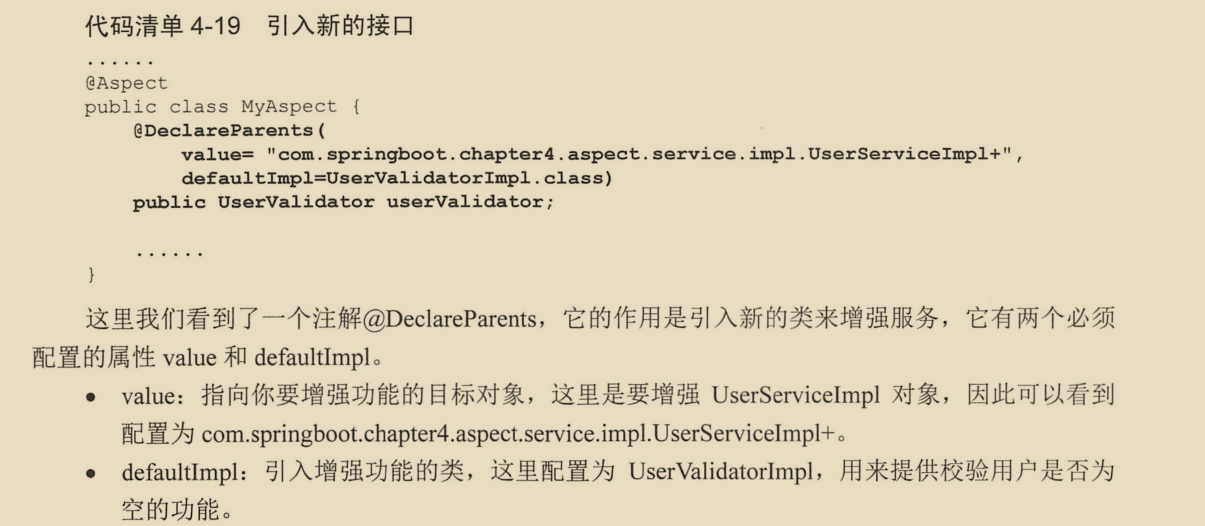 代码清单 4-19 引入新的接口
......
@Aspect
public class MyAspect {
    @DeclareParents(
        value= "com.springboot.chapter4.aspect.service.impl.UserServiceImpl+",
        defaultImpl=UserValidatorImpl.class)
    public UserValidator userValidator;
    ......
}
这里我们看到了一个注解@DeclareParents，它的作用是引入新的类来增强服务，它有两个必须
配置的属性 value 和 defaultImpl。
● value：指向你要增强功能的目标对象，这里是要增强 UserServiceImpl 对象，因此可以看到
配置为 com.springboot.chapter4.aspect.service.impl.UserServiceImpl+。
● defaultImpl：引入增强功能的类，这里配置为 UserValidatorImpl，用来提供校验用户是否为
空的功能。